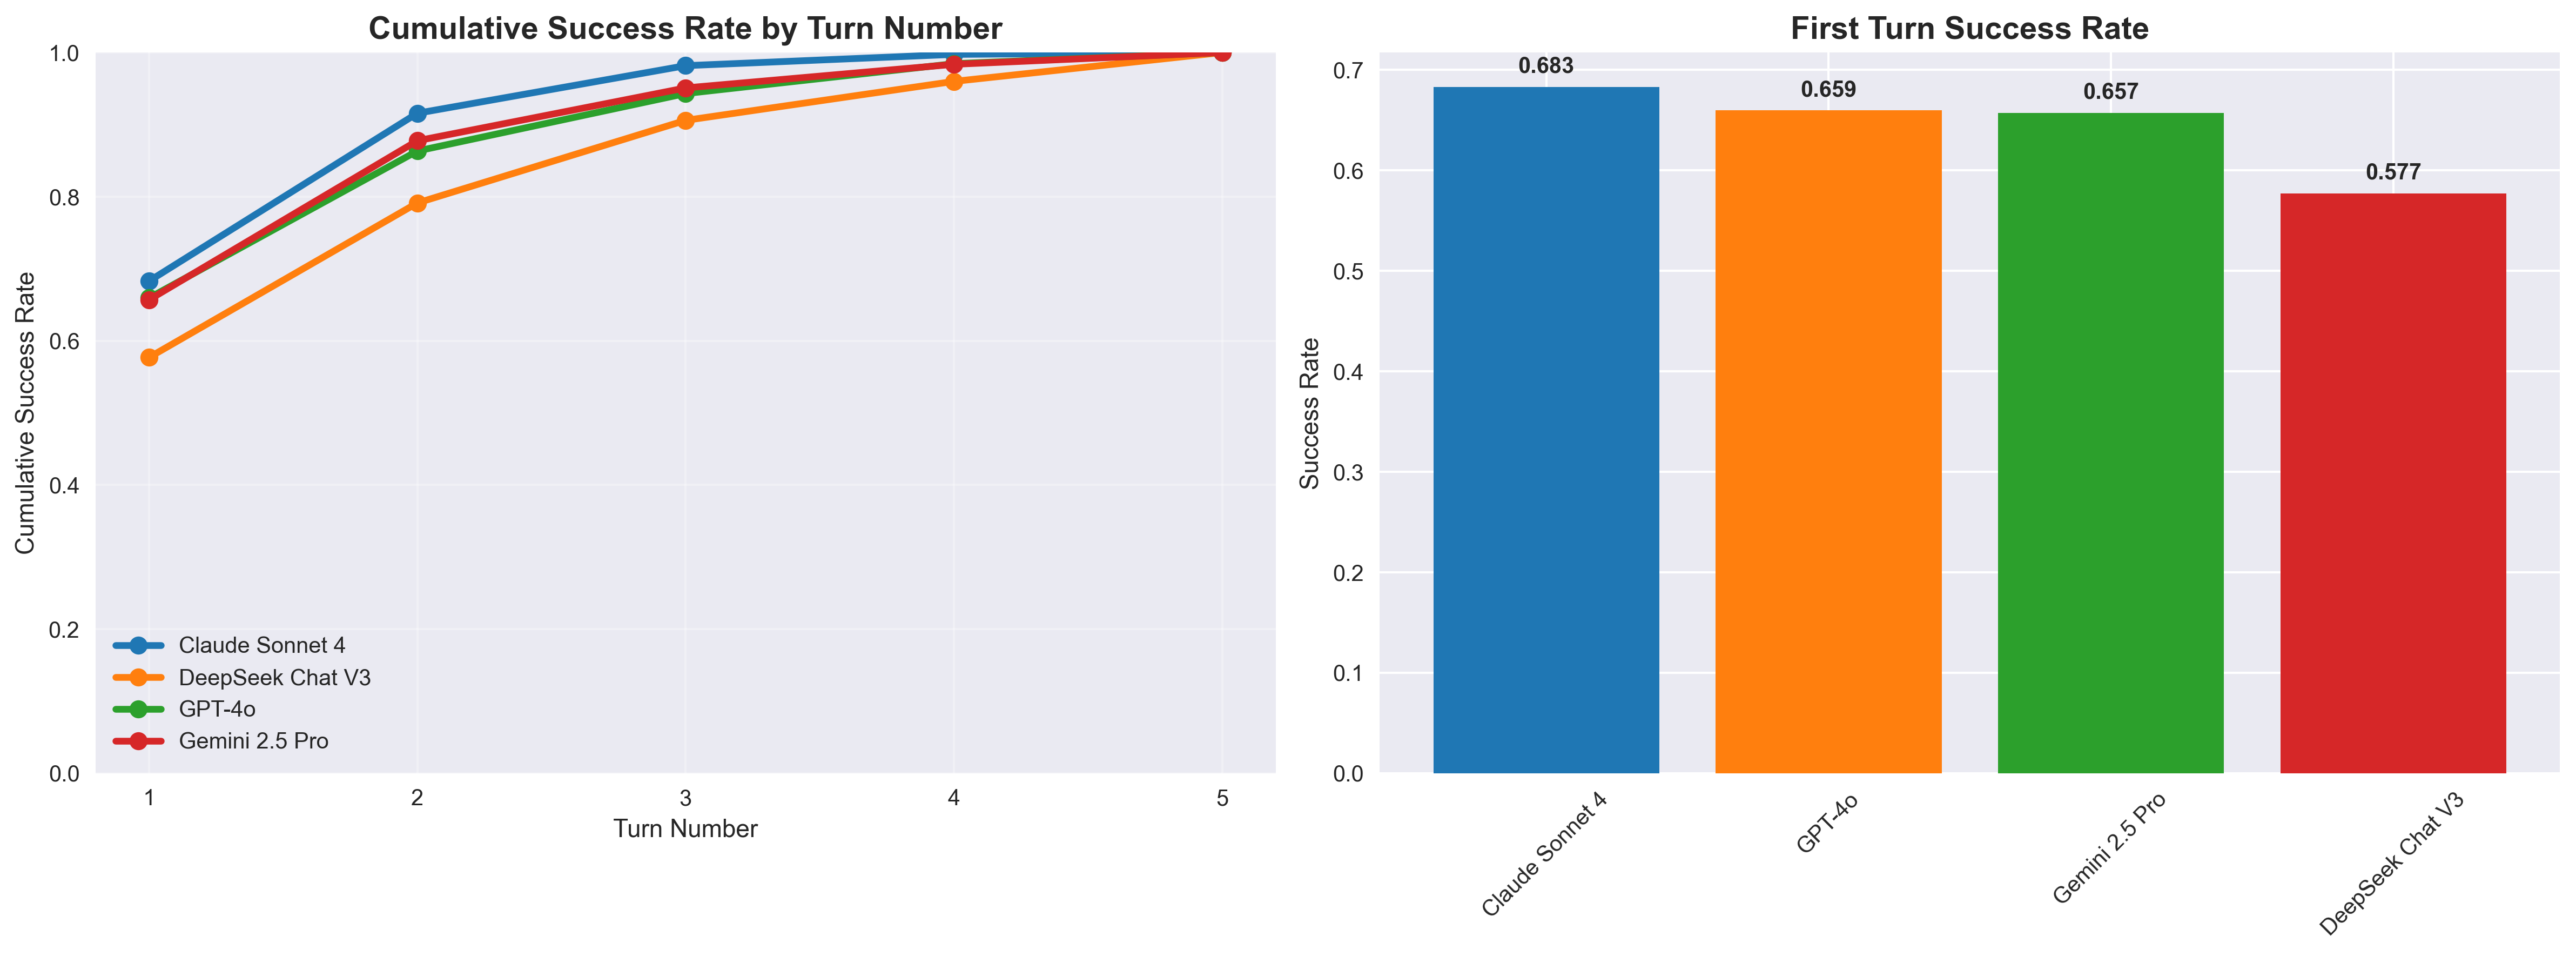 Cumulative Success Rate by Turn Number
1.0
0.8
0.6
0.4
0.2
0.0
Cumulative Success Rate
Claude Sonnet 4
DeepSeek Chat V3
GPT-4o
Gemini 2.5 Pro
1 2 3 4 5
Turn Number
First Turn Success Rate
0.7
0.6
0.5
0.4
0.3
0.2
0.1
0.0
Success Rate
0.683
0.659
0.657
0.577
Claude Sonnet 4
GPT-4o
Gemini 2.5 Pro
DeepSeek Chat V3